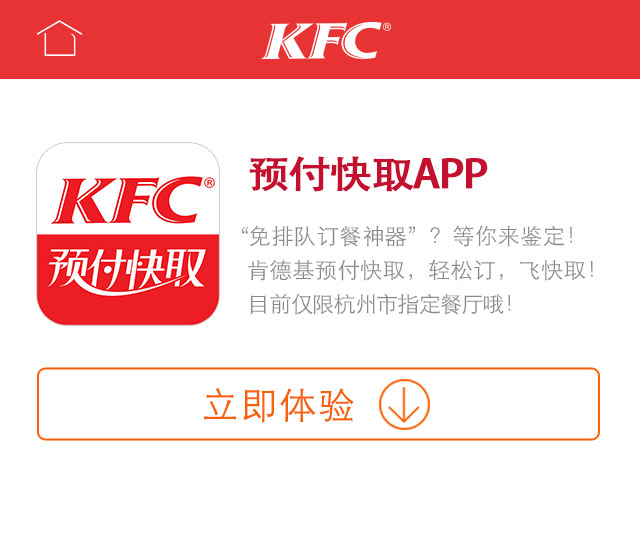 KFC®
KFC®
预付快取
预付快取APP
“免排队订餐神器”？等你来鉴定！
肯德基预付快取，轻松订，飞快取！
目前仅限杭州市指定餐厅哦！
立即体验